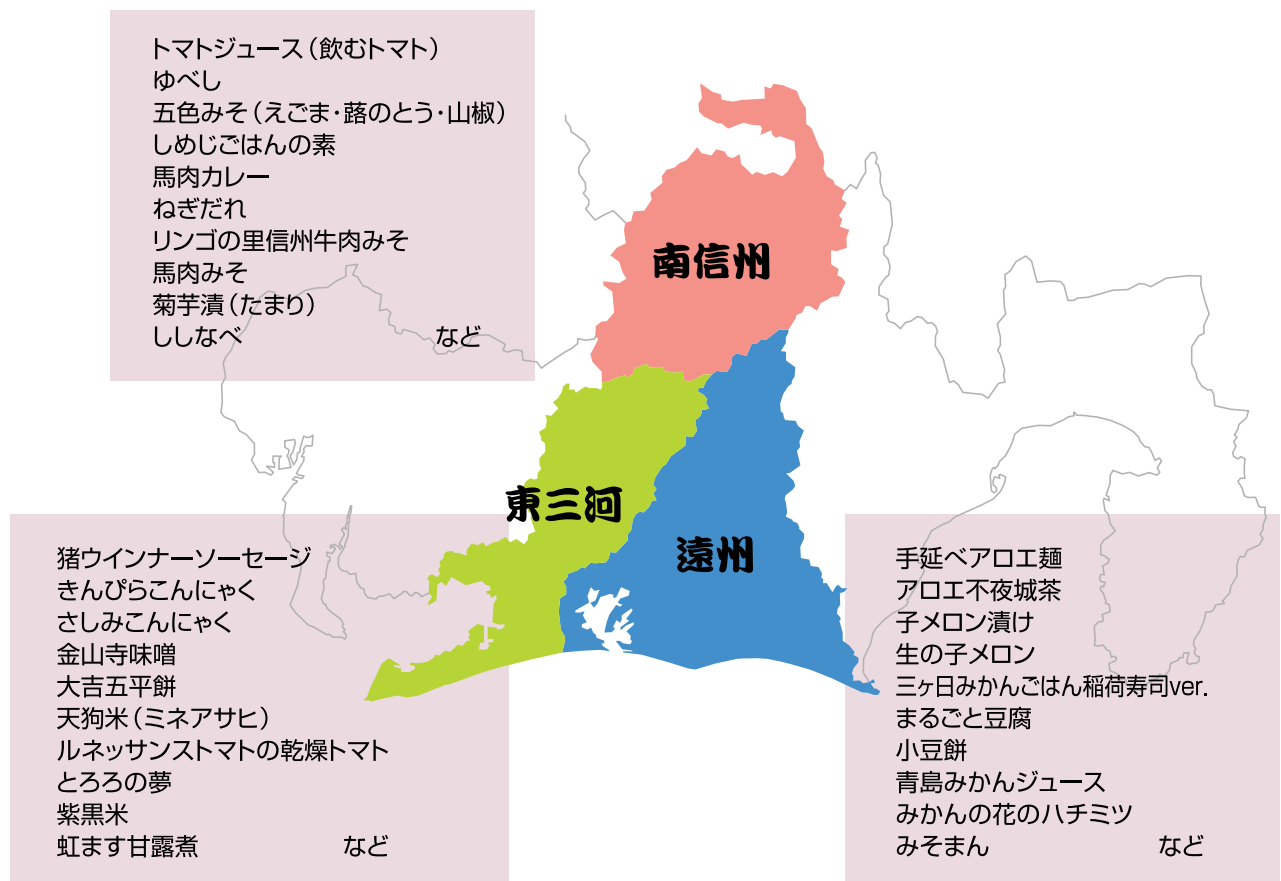 トマトジュース（飲むトマト）
ゆべし
五色みそ（えごま・蕗のとう・山椒）
しめじごはんの素
馬肉カレー
ねぎだれ
リンゴの里信州牛肉みそ
馬肉みそ
菊芋漬（たまり）
ししなべ　など
南信州
東三河
遠州
猪ウインナーソーセージ
きんぴらこんにゃく
さしみこんにゃく
金山寺味噌
大吉五平餅
天狗米（ミネアサヒ）
ルネッサンストマトの乾燥トマト
とろろの夢
紫黒米
虹ます甘露煮　など
手延べアロエ麺
アロエ不夜城茶
子メロン漬け
生の子メロン
三ヶ日みかんごはん稲荷寿司ver.
まるごと豆腐
小豆餅
青島みかんジュース
みかんの花のハチミツ
みそまん　など